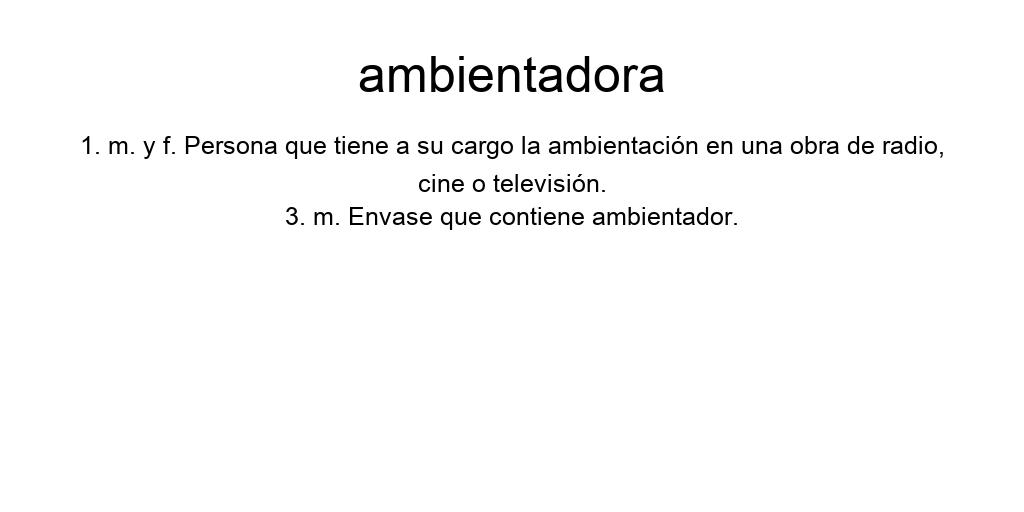 ambientadora
1. m. y f. Persona que tiene a su cargo la ambientación en una obra de radio,
cine o televisión.
3. m. Envase que contiene ambientador.